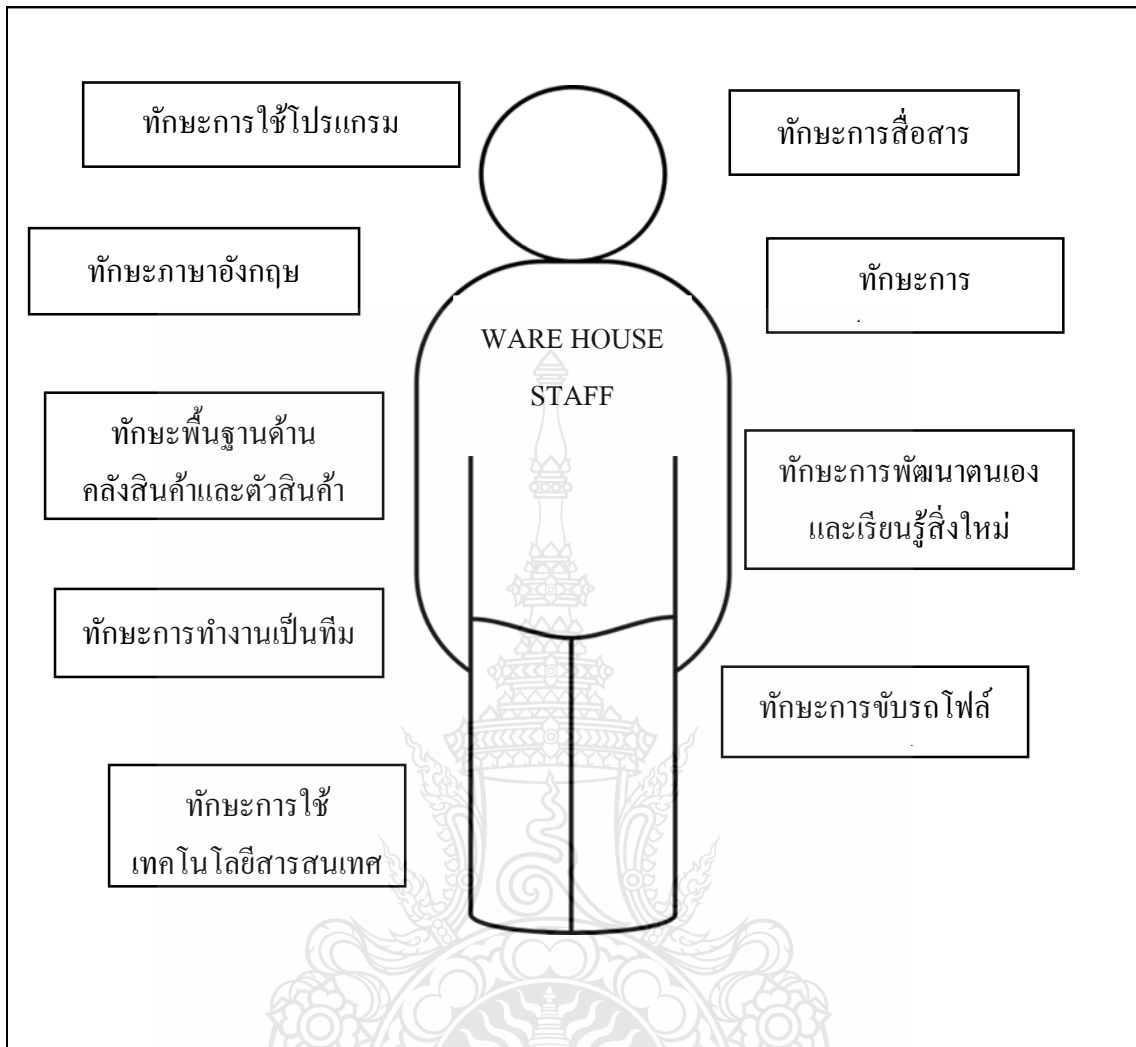 ทักษะการใช้โปรแกรม
ทักษะการสื่อสาร
ทักษะภาษาอังกฤษ
ทักษะการ
WARE HOUSE
STAFF
ทักษะพื้นฐานด้าน
คลังสินค้าและตัวสินค้า
ทักษะการพัฒนาตนเอง
และเรียนรู้สิ่งใหม่
ทักษะการทำงานเป็นทีม
ทักษะการขับรถโฟล์
ทักษะการใช้
เทคโนโลยีสารสนเทศ